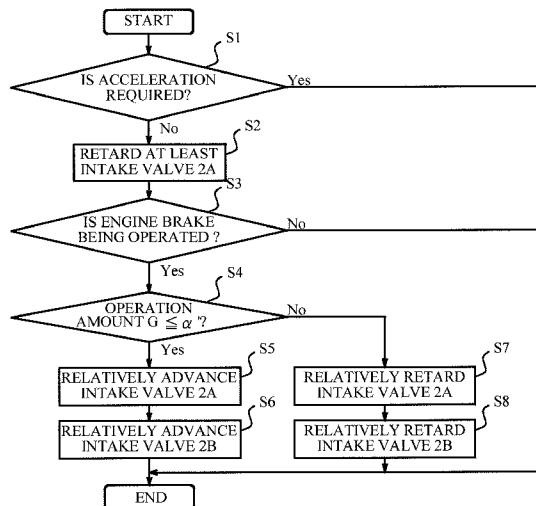 START
S1
IS ACCELERATION
REQUIRED?
Yes
No
S2
RETARD AT LEAST
INTAKE VALVE 2A
S3
IS ENGINE BRAKE
BEING OPERATED ?
No
Yes
S4
OPERATION
AMOUNT G ≦ α'?
No
Yes
S5
RELATIVELY ADVANCE
INTAKE VALVE 2A
S6
RELATIVELY ADVANCE
INTAKE VALVE 2B
S7
RELATIVELY RETARD
INTAKE VALVE 2A
S8
RELATIVELY RETARD
INTAKE VALVE 2B
END